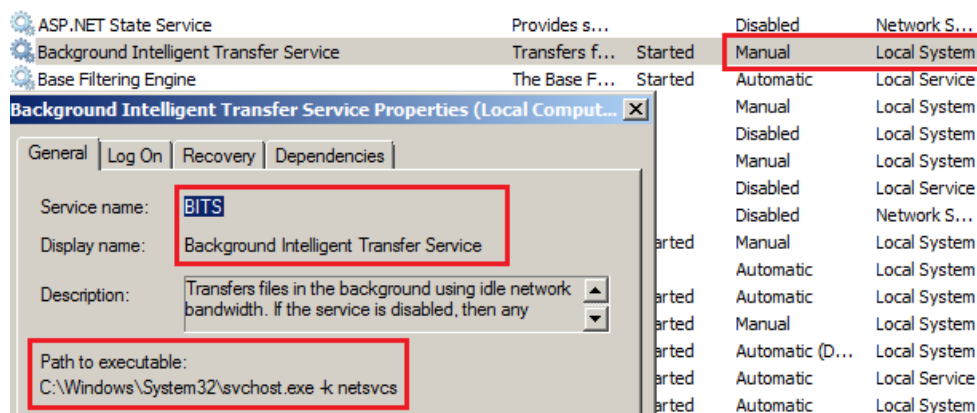 ASP.NET State Service Provides s... Disabled Network S...
Background Intelligent Transfer Service Transfers f... Started Manual Local System
Base Filtering Engine The Base F... Started Automatic Local Service
Background Intelligent Transfer Service Properties (Local Comput... Manual Local System
Disabled Local System
General Log On Recovery Dependencies Manual Local System
Disabled Local Service
Service name: BITS Disabled Network S...
Display name: Background Intelligent Transfer Service arted Manual Local System
Automatic Local System
Description: Transfers files in the background using idle network arted Automatic Local System
bandwidth. If the service is disabled, then any arted Manual Local System
Path to executable: arted Automatic (D... Local System
C:\Windows\System32\svchost.exe -k netsvcs arted Automatic Local Service
arted Automatic Local System